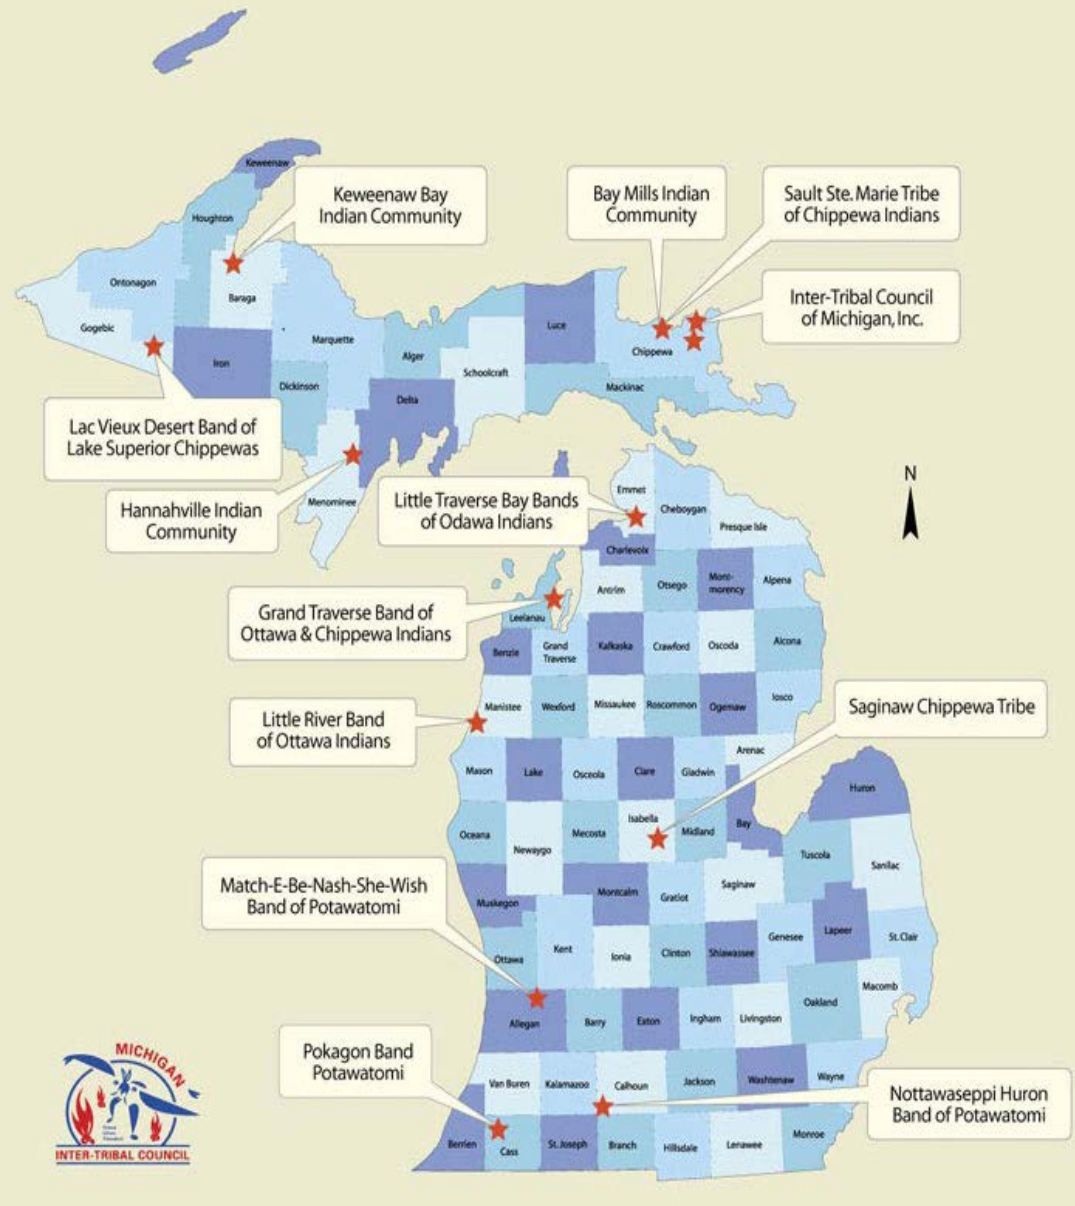 Keweenaw
Keweenaw Bay
Indian Community
Bay Mills Indian
Community
Sault Ste. Marie Tribe
of Chippewa Indians
Houghton
Ontonagon
Baraga
Inter-Tribal Council
of Michigan, Inc.
Gogebic
Marquette
Luce
Chippewa
Iron
Alger
Schoolcraft
Dickinson
Delta
Mackinac
Lac Vieux Desert Band of
Lake Superior Chippewas
Hannahville Indian
Community
Menominee
Little Traverse Bay Bands
of Odawa Indians
Emmet
Cheboygan
Presque Isle
N
Charlevoix
Antrim
Otsego
Mont-
morency
Alpena
Grand Traverse Band of
Ottawa & Chippewa Indians
Leelanau
Benzie
Grand
Traverse
Kalkaska
Crawford
Oscoda
Alcona
Little River Band
of Ottawa Indians
Manistee
Wexford
Missaukee
Roscommon
Ogemaw
Iosco
Saginaw Chippewa Tribe
Arenac
Mason
Lake
Osceola
Clare
Gladwin
Huron
Oceana
Newaygo
Mecosta
Isabella
Midland
Bay
Tuscola
Sanilac
Match-E-Be-Nash-She-Wish
Band of Potawatomi
Muskegon
Montcalm
Gratiot
Saginaw
Ottawa
Kent
Ionia
Clinton
Shiawassee
Genesee
Lapeer
St. Clair
Allegan
Barry
Eaton
Ingham
Livingston
Oakland
Macomb
Pokagon Band
Potawatomi
Van Buren
Kalamazoo
Calhoun
Jackson
Washtenaw
Wayne
Nottawaseppi Huron
Band of Potawatomi
Berrien
Cass
St. Joseph
Branch
Hillsdale
Lenawee
Monroe
MICHIGAN
INTER-TRIBAL COUNCIL